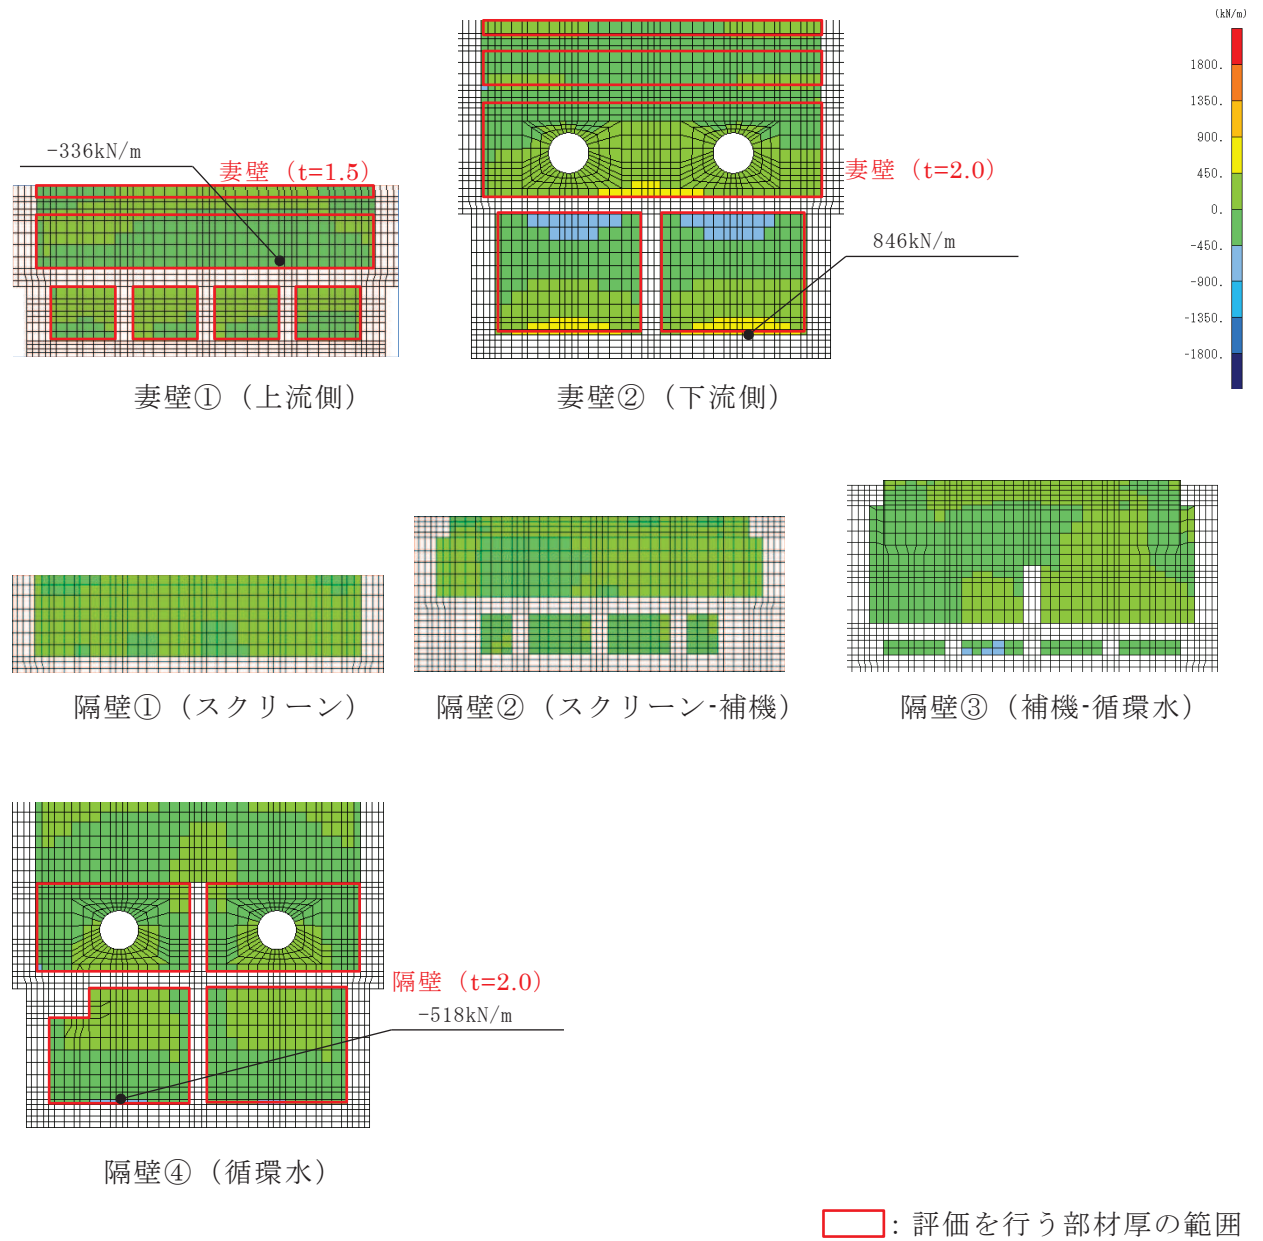 (kN/m)
1800.
1350.
900.
450.
0.
-450.
-900.
-1350.
-1800.
-336kN/m
妻壁（t=1.5）
妻壁（t=2.0）
846kN/m
妻壁①（上流側）
妻壁②（下流側）
隔壁①（スクリーン）
隔壁②（スクリーン-補機）
隔壁③（補機-循環水）
隔壁（t=2.0）
-518kN/m
隔壁④（循環水）
：評価を行う部材厚の範囲